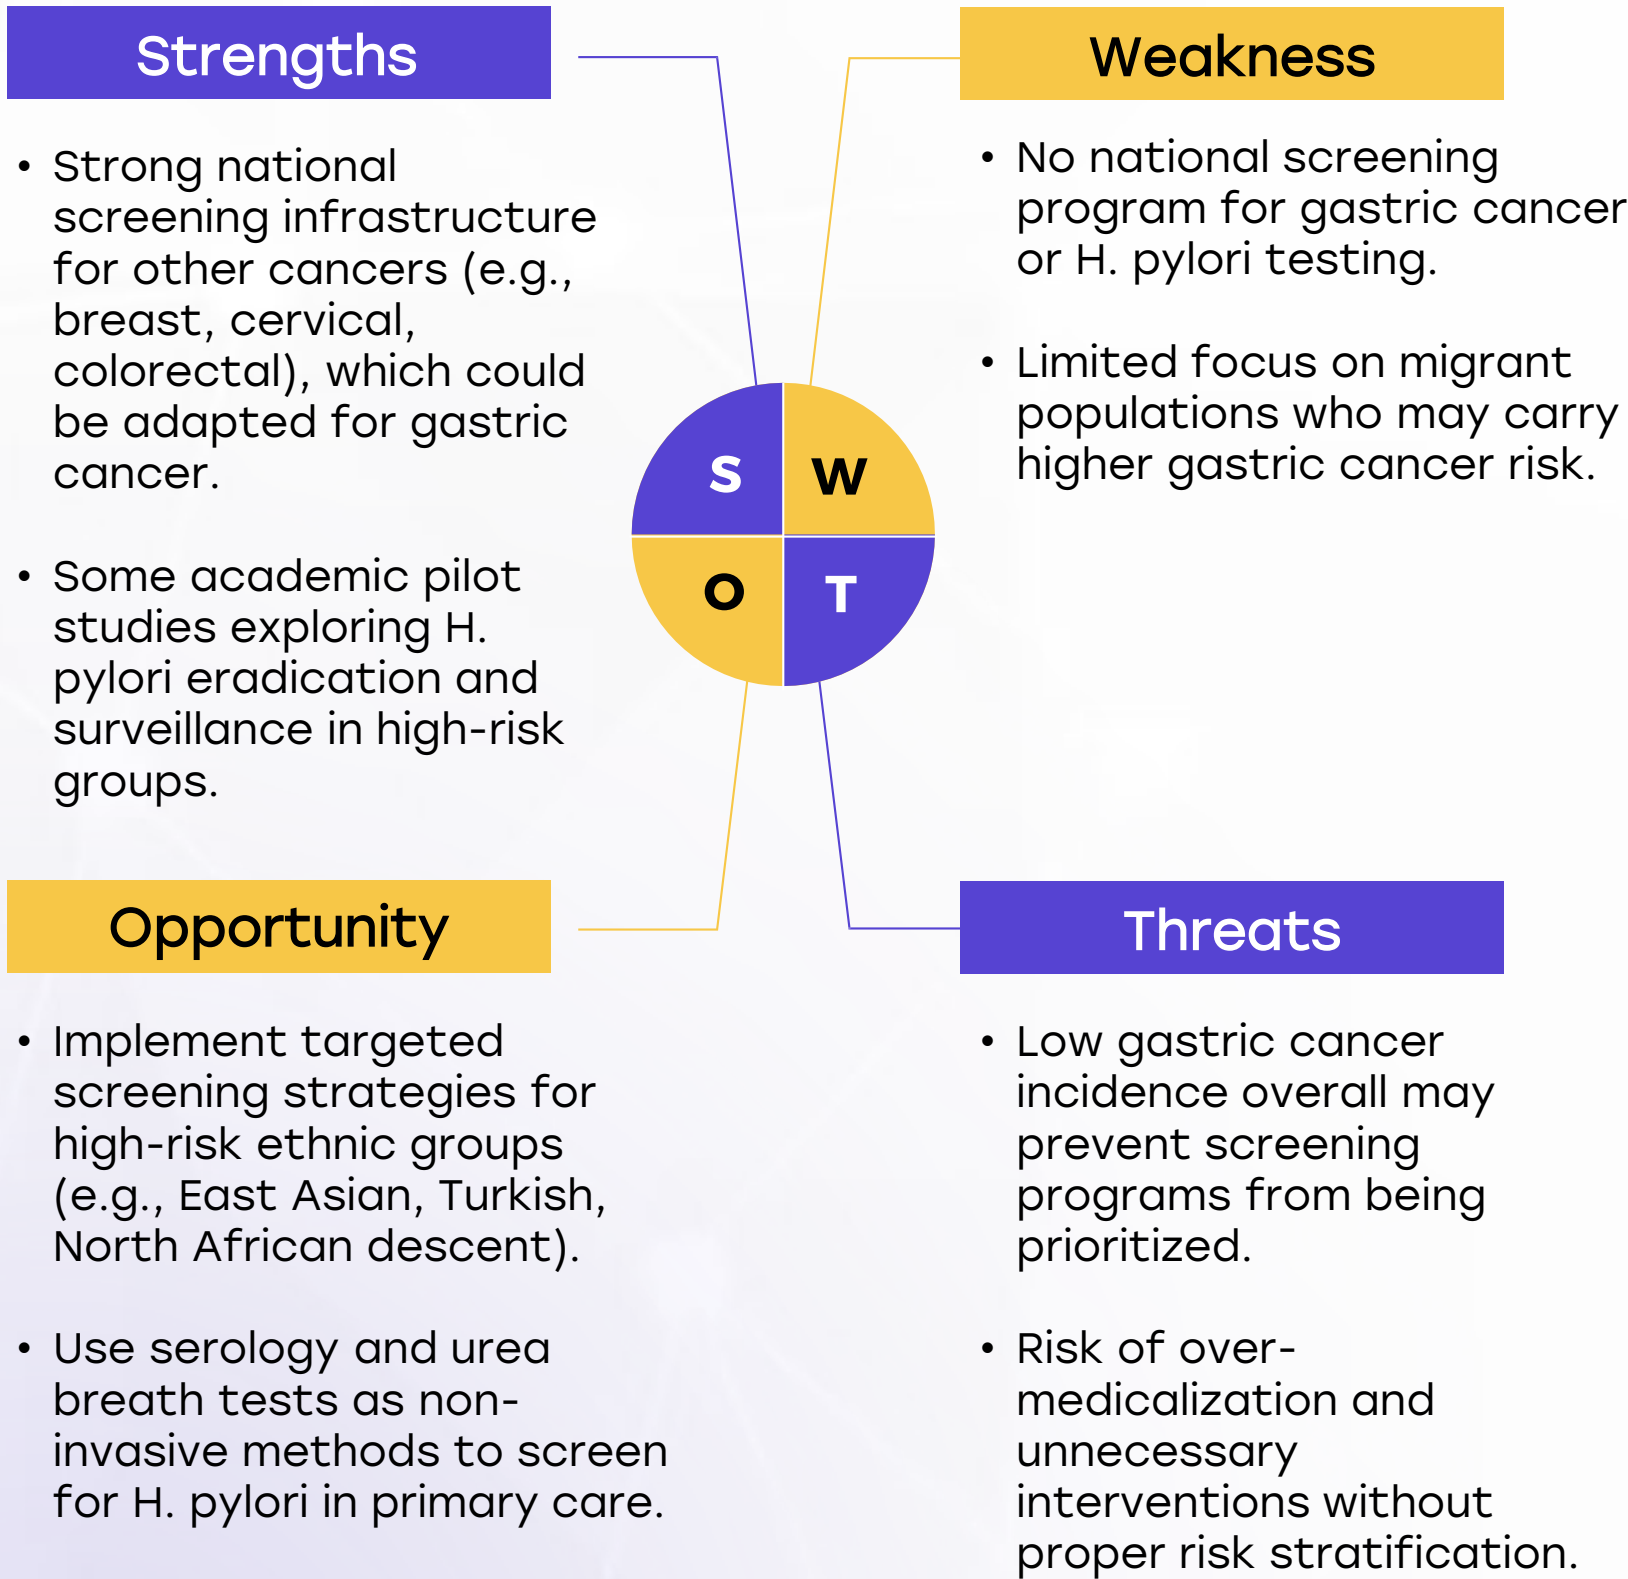 Strengths
• Strong national
screening infrastructure
for other cancers (e.g.,
breast, cervical,
colorectal), which could
be adapted for gastric
cancer.
• Some academic pilot
studies exploring H.
pylori eradication and
surveillance in high-risk
groups.
Weakness
• No national screening
program for gastric cancer
or H. pylori testing.
• Limited focus on migrant
populations who may carry
higher gastric cancer risk.
S
W
O
T
Opportunity
• Implement targeted
screening strategies for
high-risk ethnic groups
(e.g., East Asian, Turkish,
North African descent).
• Use serology and urea
breath tests as non-
invasive methods to screen
for H. pylori in primary care.
Threats
• Low gastric cancer
incidence overall may
prevent screening
programs from being
prioritized.
• Risk of over-
medicalization and
unnecessary
interventions without
proper risk stratification.